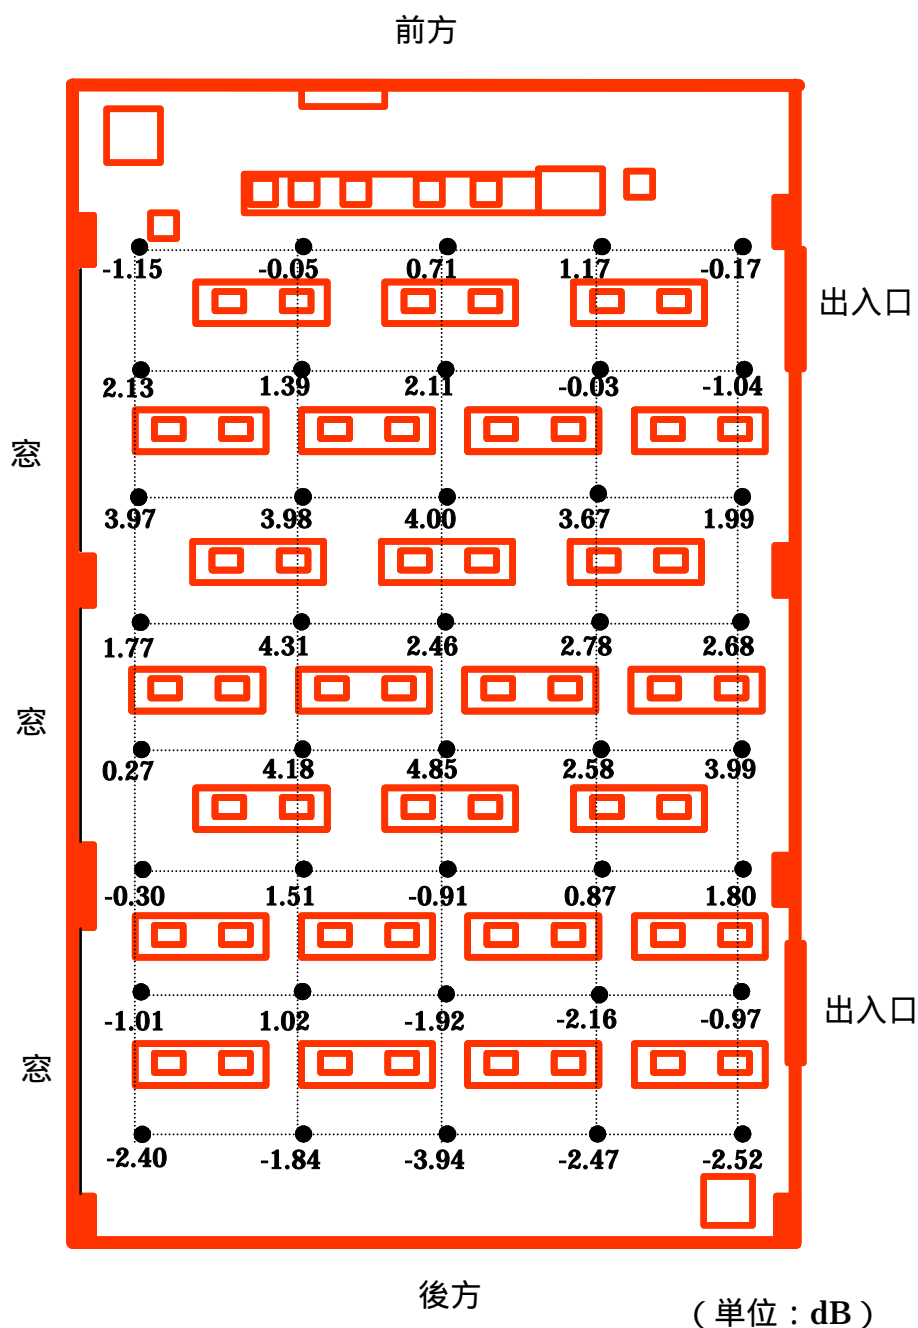 前方
-1.15 -0.05 0.71 1.17 -0.17
出入口
2.13 1.39 2.11 -0.03 -1.04
窓
3.97 3.98 4.00 3.67 1.99
1.77 4.31 2.46 2.78 2.68
窓
0.27 4.18 4.85 2.58 3.99
-0.30 1.51 -0.91 0.87 1.80
-1.01 1.02 -1.92 -2.16 -0.97
出入口
窓
-2.40 -1.84 -3.94 -2.47 -2.52
後方
（単位：dB）